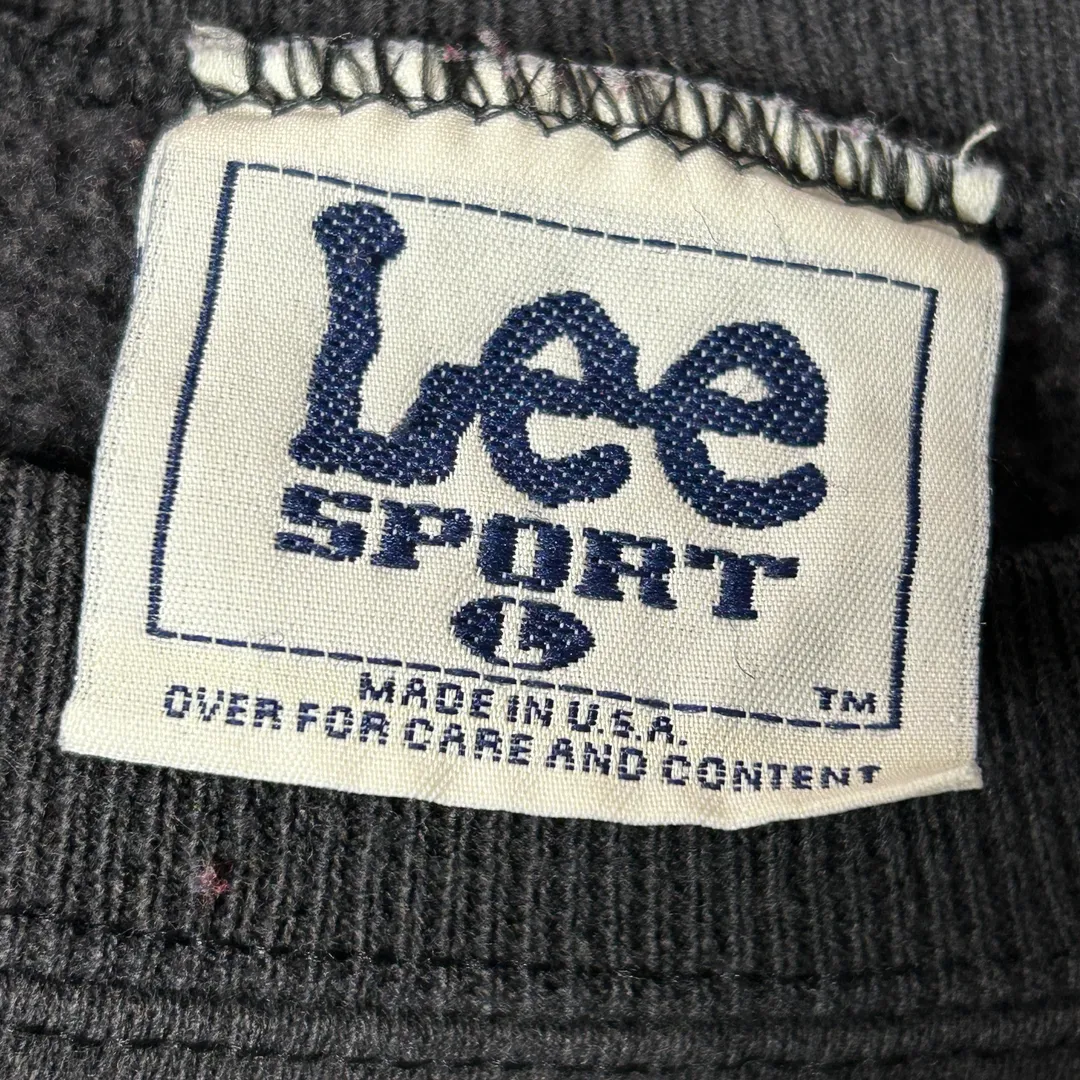 Lee
SPORT
L
TM
MADE IN U.S.A.
OVER FOR CARE AND CONTENT